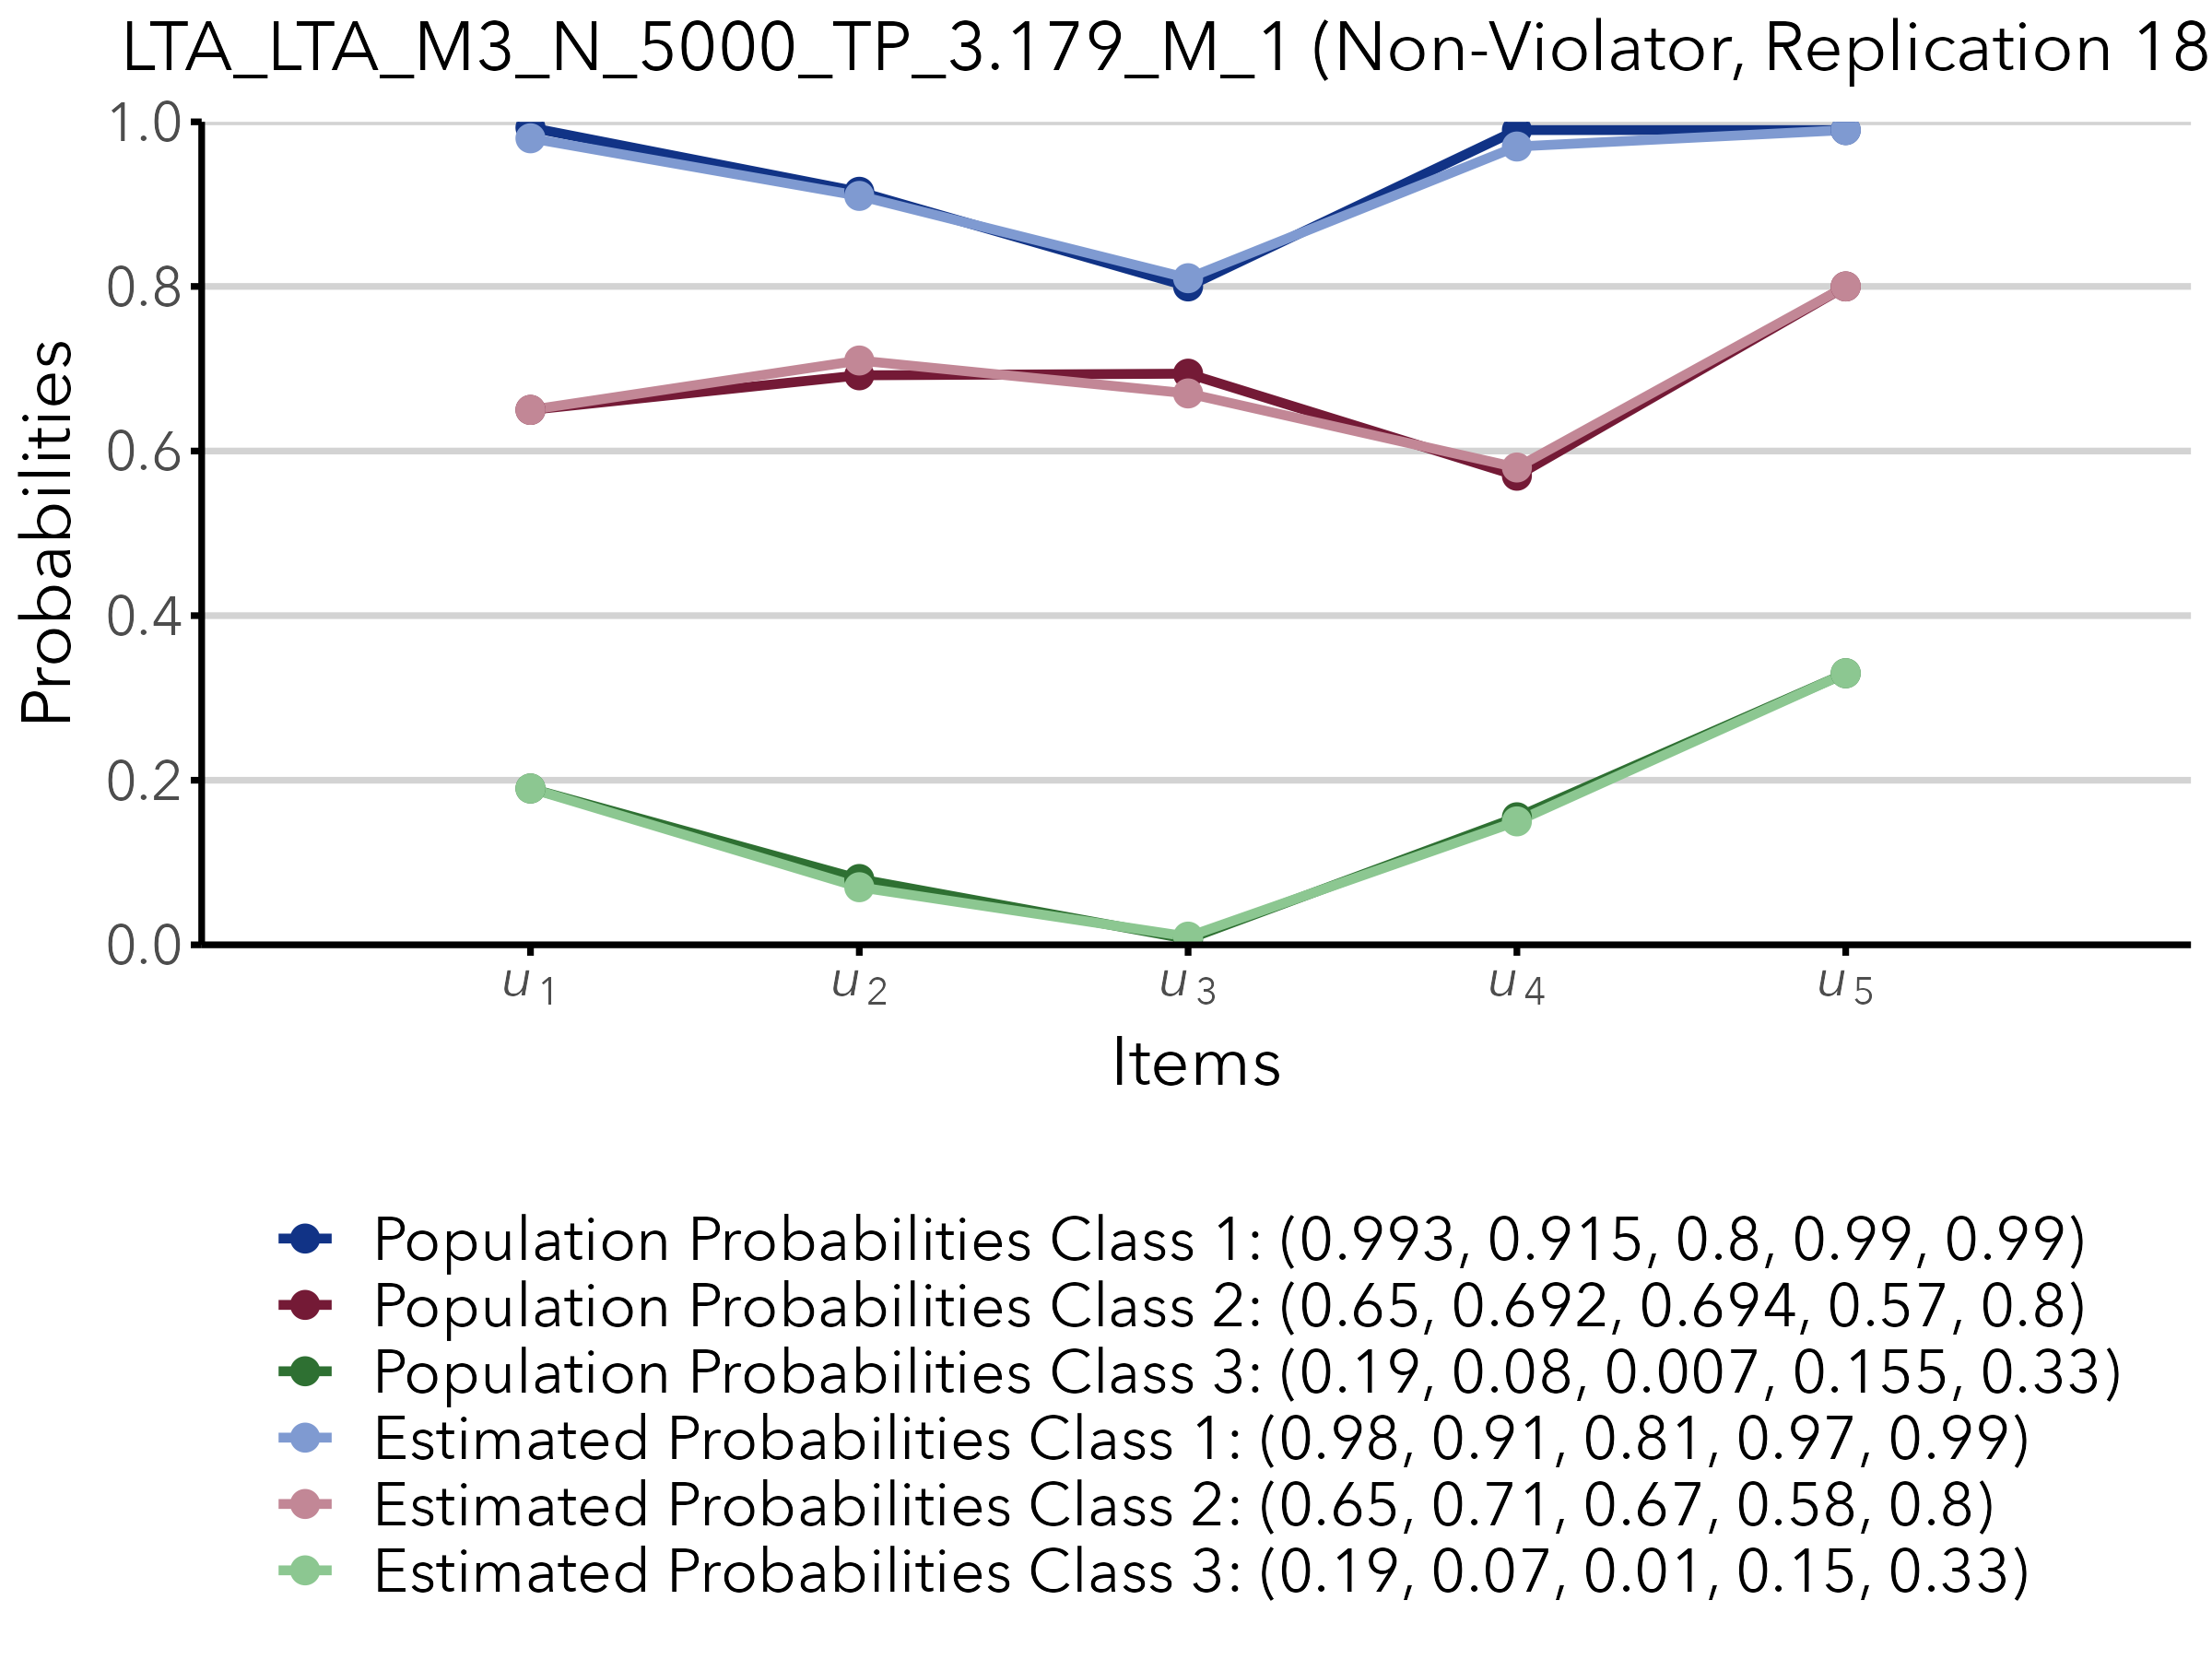 LTA_LTA_M3_N_5000_TP_3.179_M_1 (Non-Violator, Replication 18
1.0
0.8
0.6
0.4
0.2
0.0
Probabilities
u1 u2 u3 u4 u5
Items
Population Probabilities Class 1: (0.993, 0.915, 0.8, 0.99, 0.99)
Population Probabilities Class 2: (0.65, 0.692, 0.694, 0.57, 0.8)
Population Probabilities Class 3: (0.19, 0.08, 0.007, 0.155, 0.33)
Estimated Probabilities Class 1: (0.98, 0.91, 0.81, 0.97, 0.99)
Estimated Probabilities Class 2: (0.65, 0.71, 0.67, 0.58, 0.8)
Estimated Probabilities Class 3: (0.19, 0.07, 0.01, 0.15, 0.33)